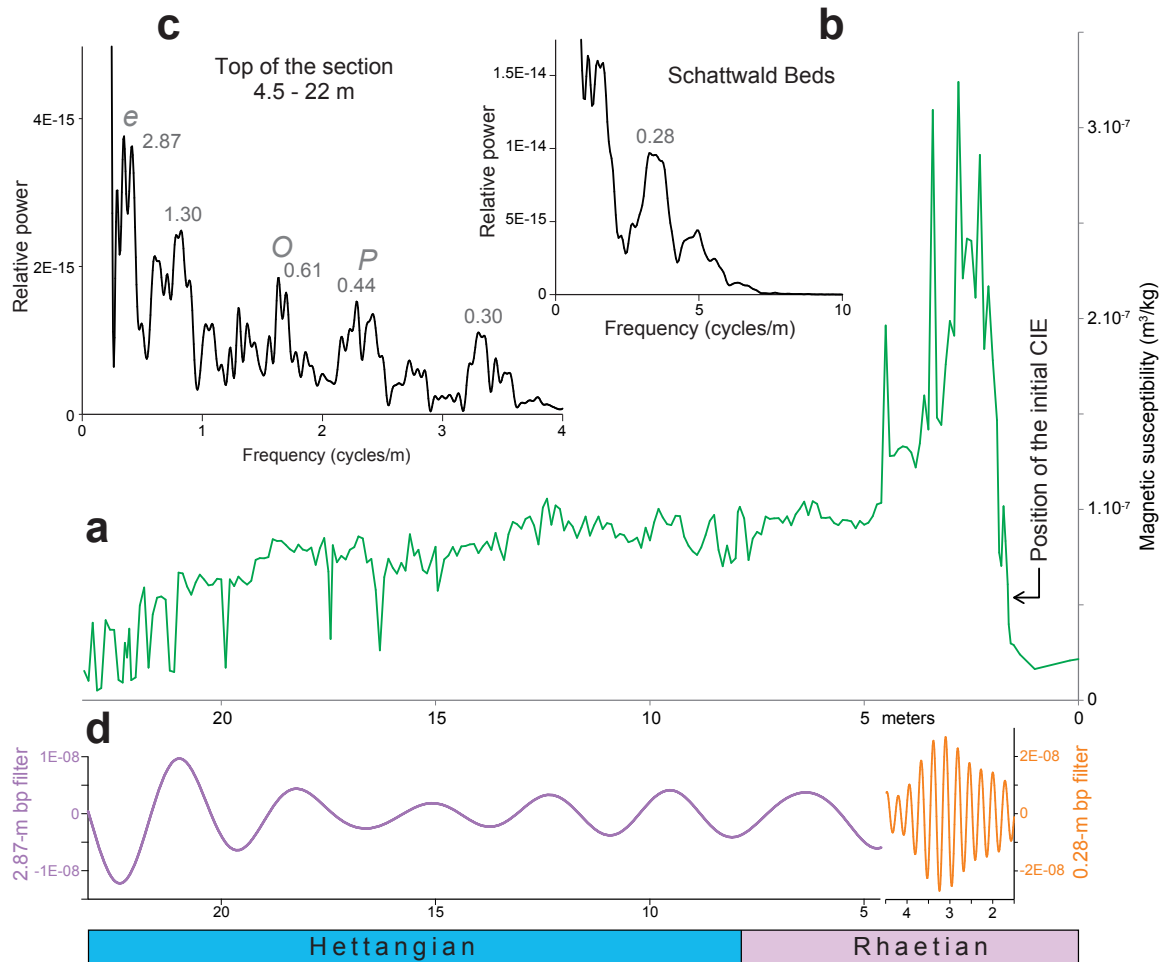 c
Top of the section
4.5 - 22 m
4E-15
2E-15
0
Relative power
e
2.87
1.30
O
0.61
P
0.44
0.30
0
1
2
3
4
Frequency (cycles/m)
1.5E-14
1E-14
5E-15
0
Relative power
Schattwald Beds
0.28
0
5
10
Frequency (cycles/m)
b
3.10-7
2.10-7
1.10-7
0
Magnetic susceptibility (m3/kg)
Position of the initial CIE
a
20
15
10
5
meters
0
d
2.87-m bp filter
1E-08
0
-1E-08
20
15
10
5
4
3
2
2E-08
0
-2E-08
0.28-m bp filter
Hettangian
Rhaetian